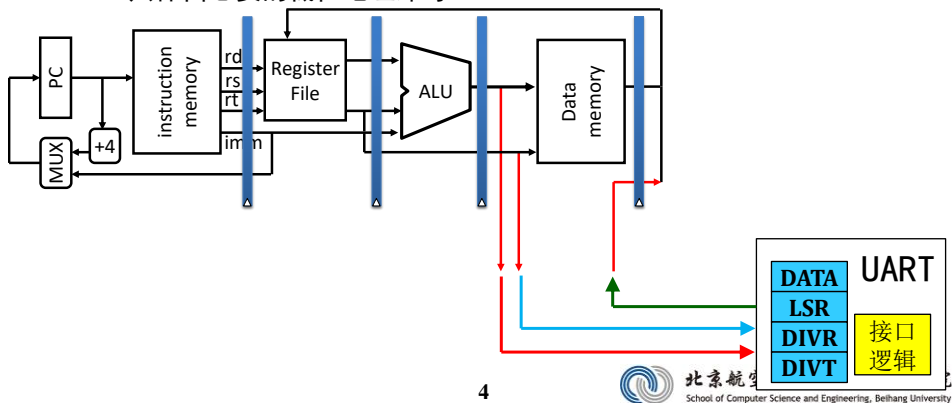 PC
+4
MUX
instruction
memory
rd
rs
rt
imm
Register
File
ALU
Data
memory
UART
DATA
LSR
DIVR
DIVT
接口
逻辑
4
北京航
School of Computer Science and Engineering, Beihang University